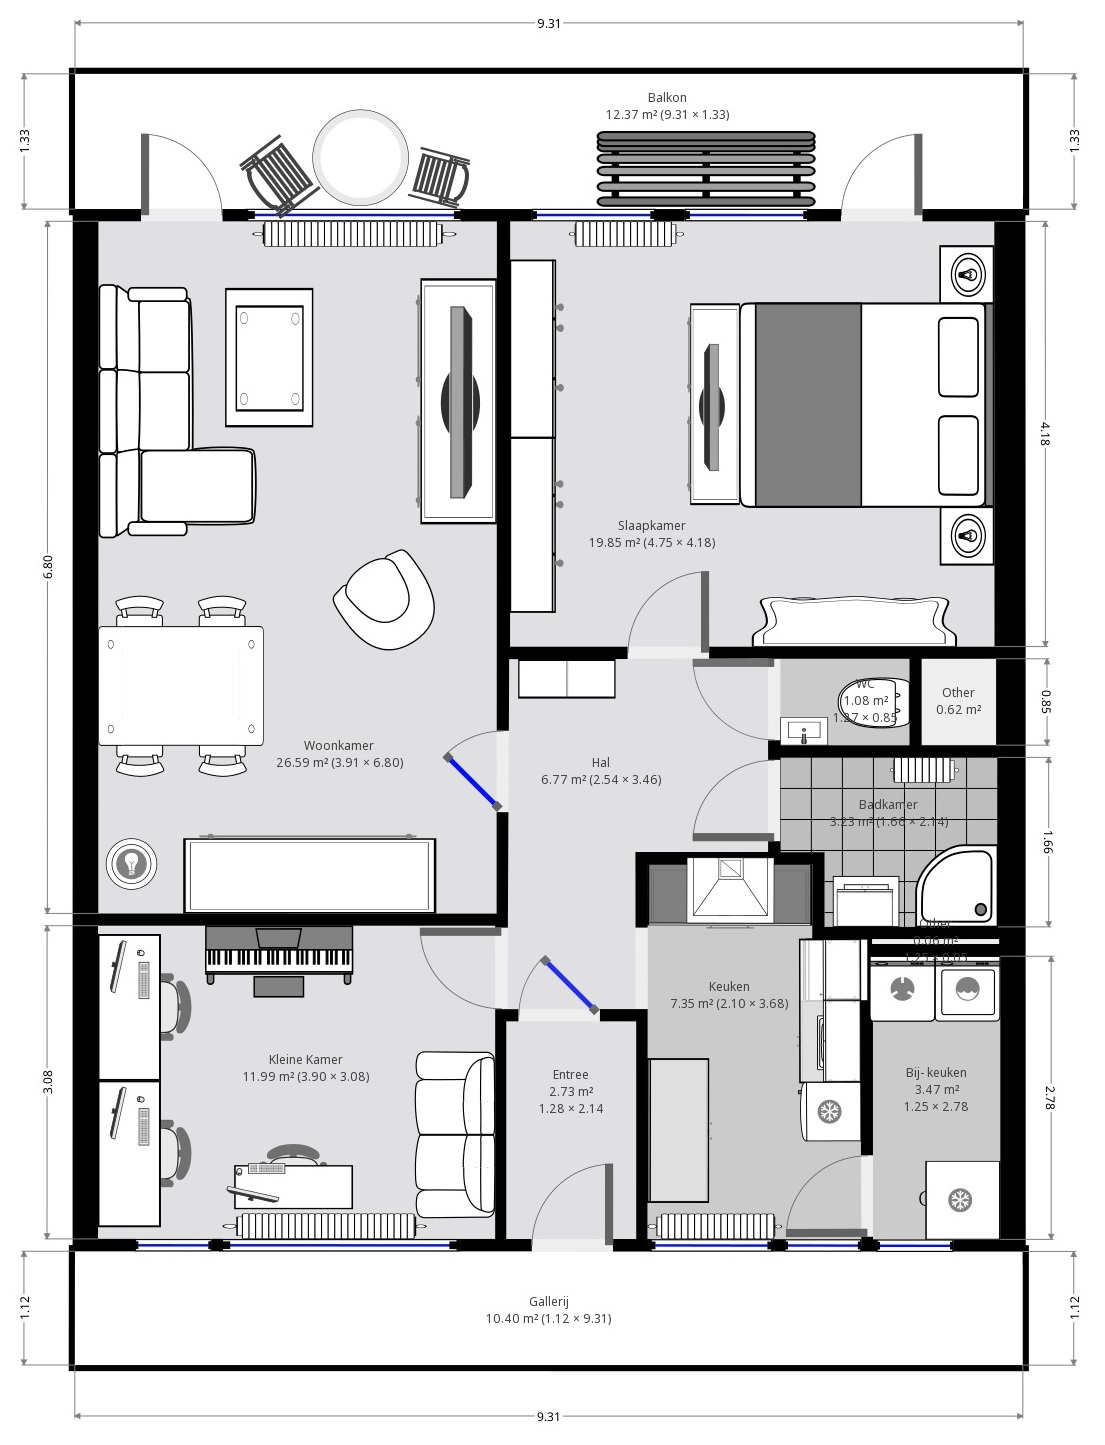 9.31
Balkon
12.37 m² (9.31 × 1.33)
1.33
1.33
6.80
4.18
Slaapkamer
19.85 m² (4.75 × 4.18)
WC
1.08 m²
1.27 × 0.85
Other
0.62 m²
0.85
Woonkamer
26.59 m² (3.91 × 6.80)
Hal
6.77 m² (2.54 × 3.46)
Badkamer
3.23 m² (1.66 × 2.14)
1.66
Other
0.06 m²
1.25 × 0.05
Keuken
7.35 m² (2.10 × 3.68)
Kleine Kamer
11.99 m² (3.90 × 3.08)
3.08
Entree
2.73 m²
1.28 × 2.14
Bij- keuken
3.47 m²
1.25 × 2.78
2.78
Gallerij
10.40 m² (1.12 × 9.31)
1.12
1.12
9.31